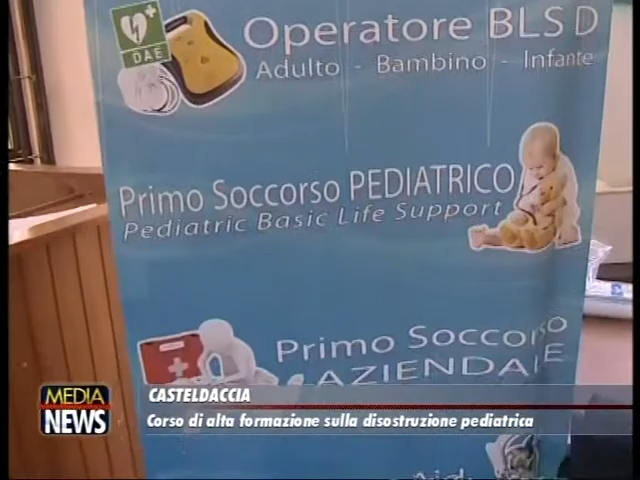 DAE
Operatore BLSD
Adulto - Bambino - Infante
Primo Soccorso PEDIATRICO
Pediatric Basic Life Support
Primo Soccorso
AZIENDALE
MEDIA
NEWS
CASTELDACCIA
Corso di alta formazione sulla disostruzione pediatrica